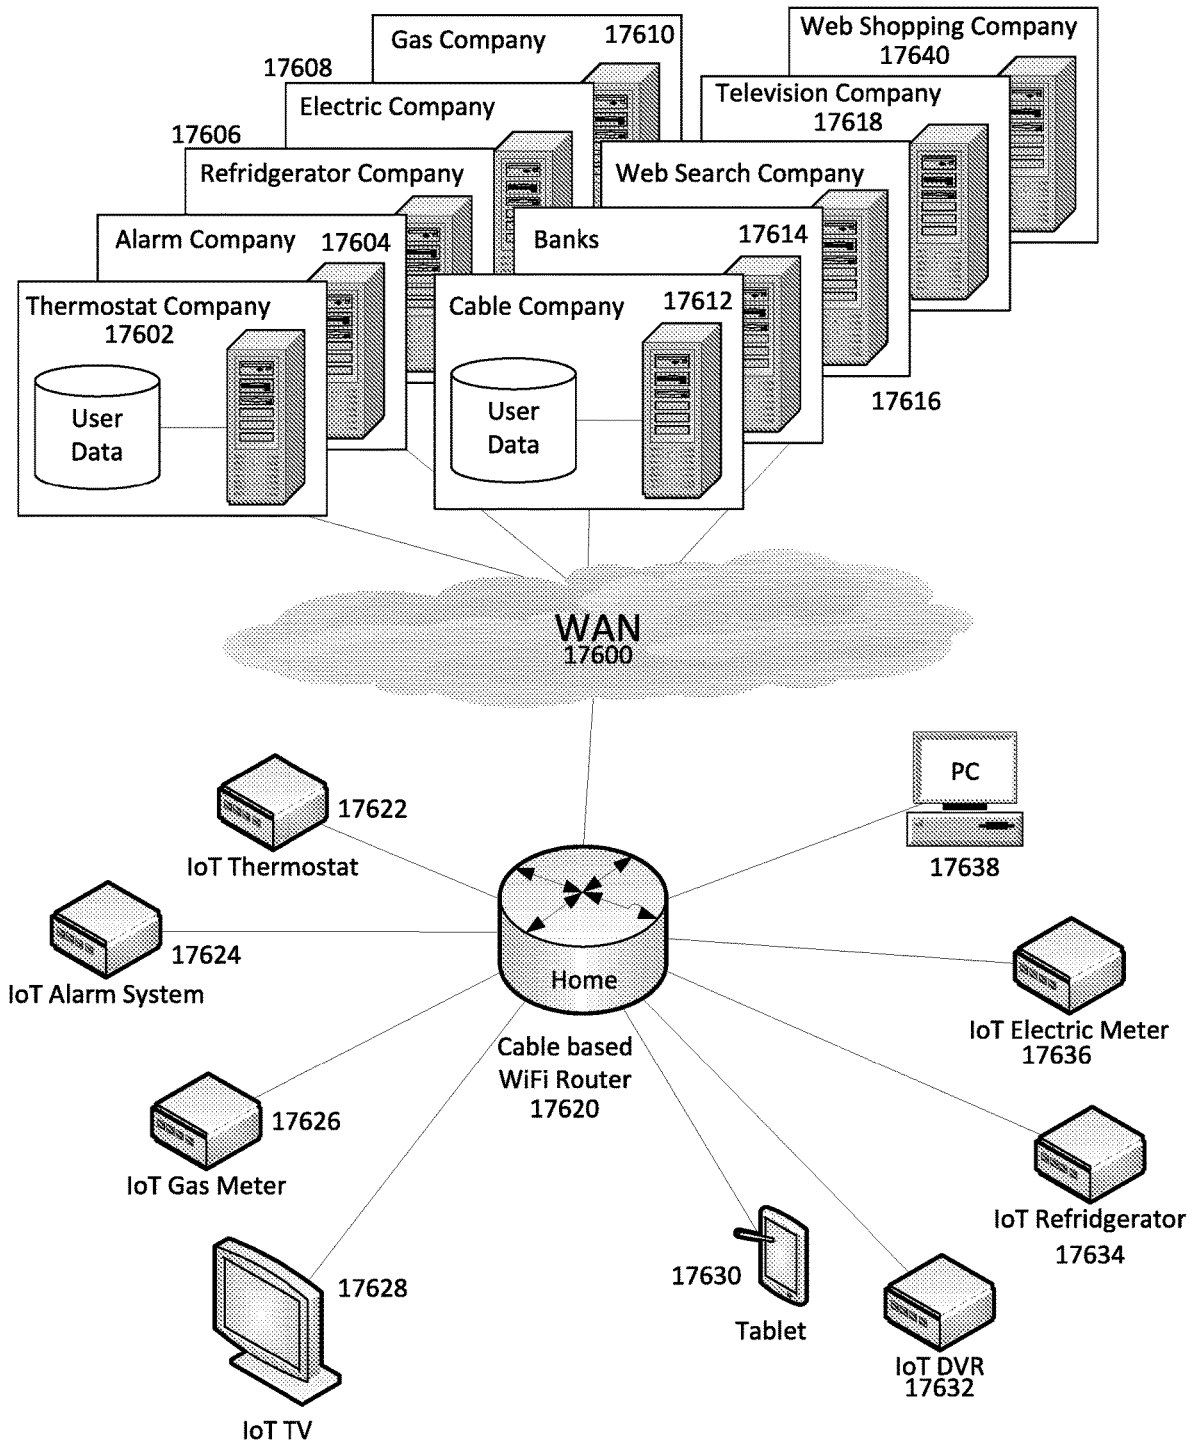 Gas Company
17610
Web Shopping Company
17640
17608
Electric Company
Television Company
17618
17606
Refridgerator Company
Web Search Company
Alarm Company
17604
Banks
17614
Thermostat Company
17602
Cable Company
17612
User
Data
User
Data
17616
WAN
17600
PC
17638
17622
IoT Thermostat
17624
IoT Alarm System
Home
Cable based
WiFi Router
17620
IoT Electric Meter
17636
17626
IoT Gas Meter
IoT Refridgerator
17634
17628
IoT TV
17630
Tablet
IoT DVR
17632